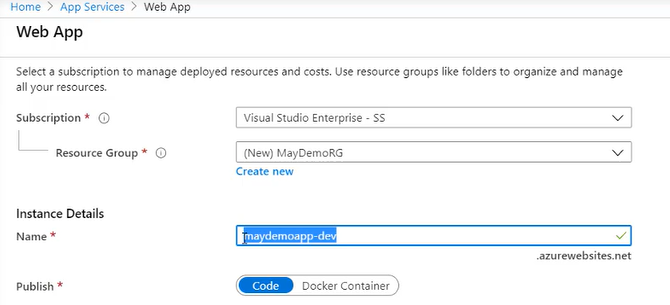 Home > App Services > Web App
Web App
Select a subscription to manage deployed resources and costs. Use resource groups like folders to organize and manage
all your resources.
Subscription * Visual Studio Enterprise - SS
Resource Group * (New) MayDemoRG
Create new
Instance Details
Name * maydemoapp-dev
.azurewebsites.net
Publish * Code Docker Container